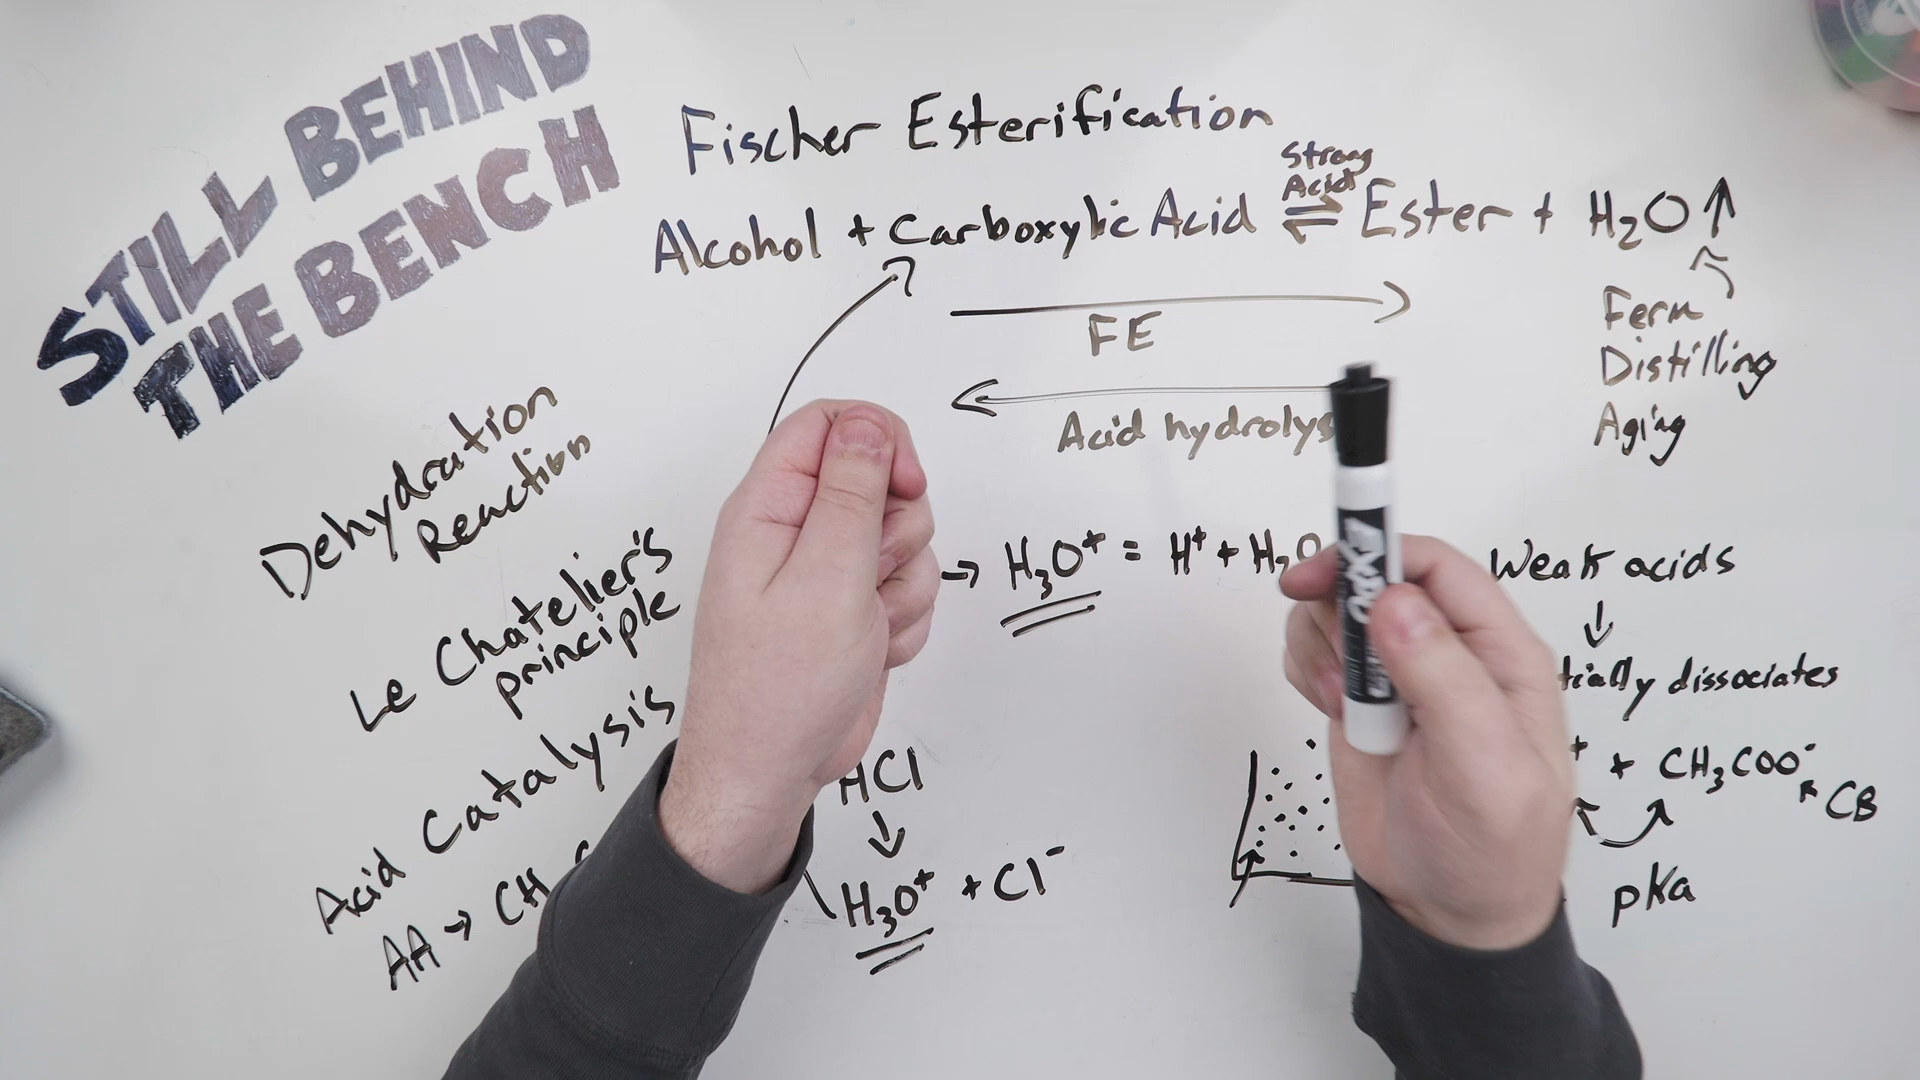 STILL BEHIND
THE BENCH
Fischer Esterification
Strong
Acid
Alcohol + Carboxylic Acid ⇌ Ester + H₂O ↑
FE
Ferm
Distilling
Aging
Acid hydrolys
Dehydration
Reaction
Le Chatelier's
principle
Acid Catalysis
AA → CH
→ H₃O⁺ = H⁺ + H₂O
HCl
↓
H₃O⁺ + Cl⁻
Weak acids
↓
tially dissociates
⁺ + CH₃COO⁻
CB
pKa
EXPO